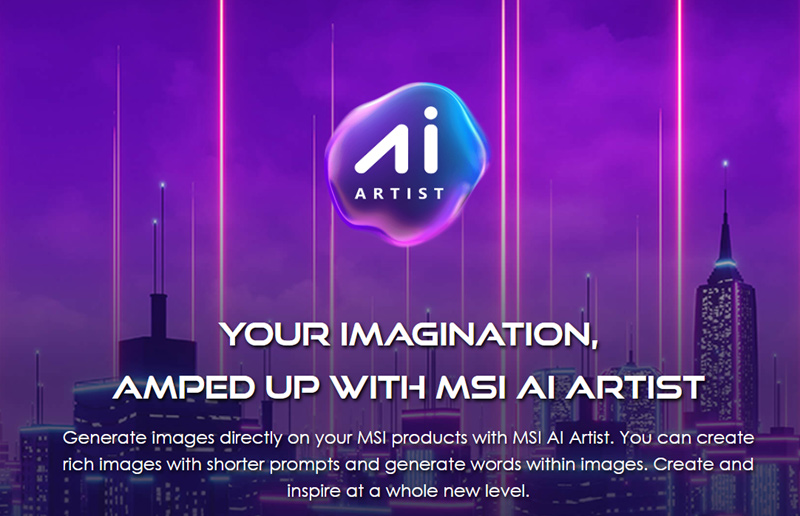 Ai
ARTIST
YOUR IMAGINATION,
AMPED UP WITH MSI AI ARTIST
Generate images directly on your MSI products with MSI AI Artist. You can create
rich images with shorter prompts and generate words within images. Create and
inspire at a whole new level.